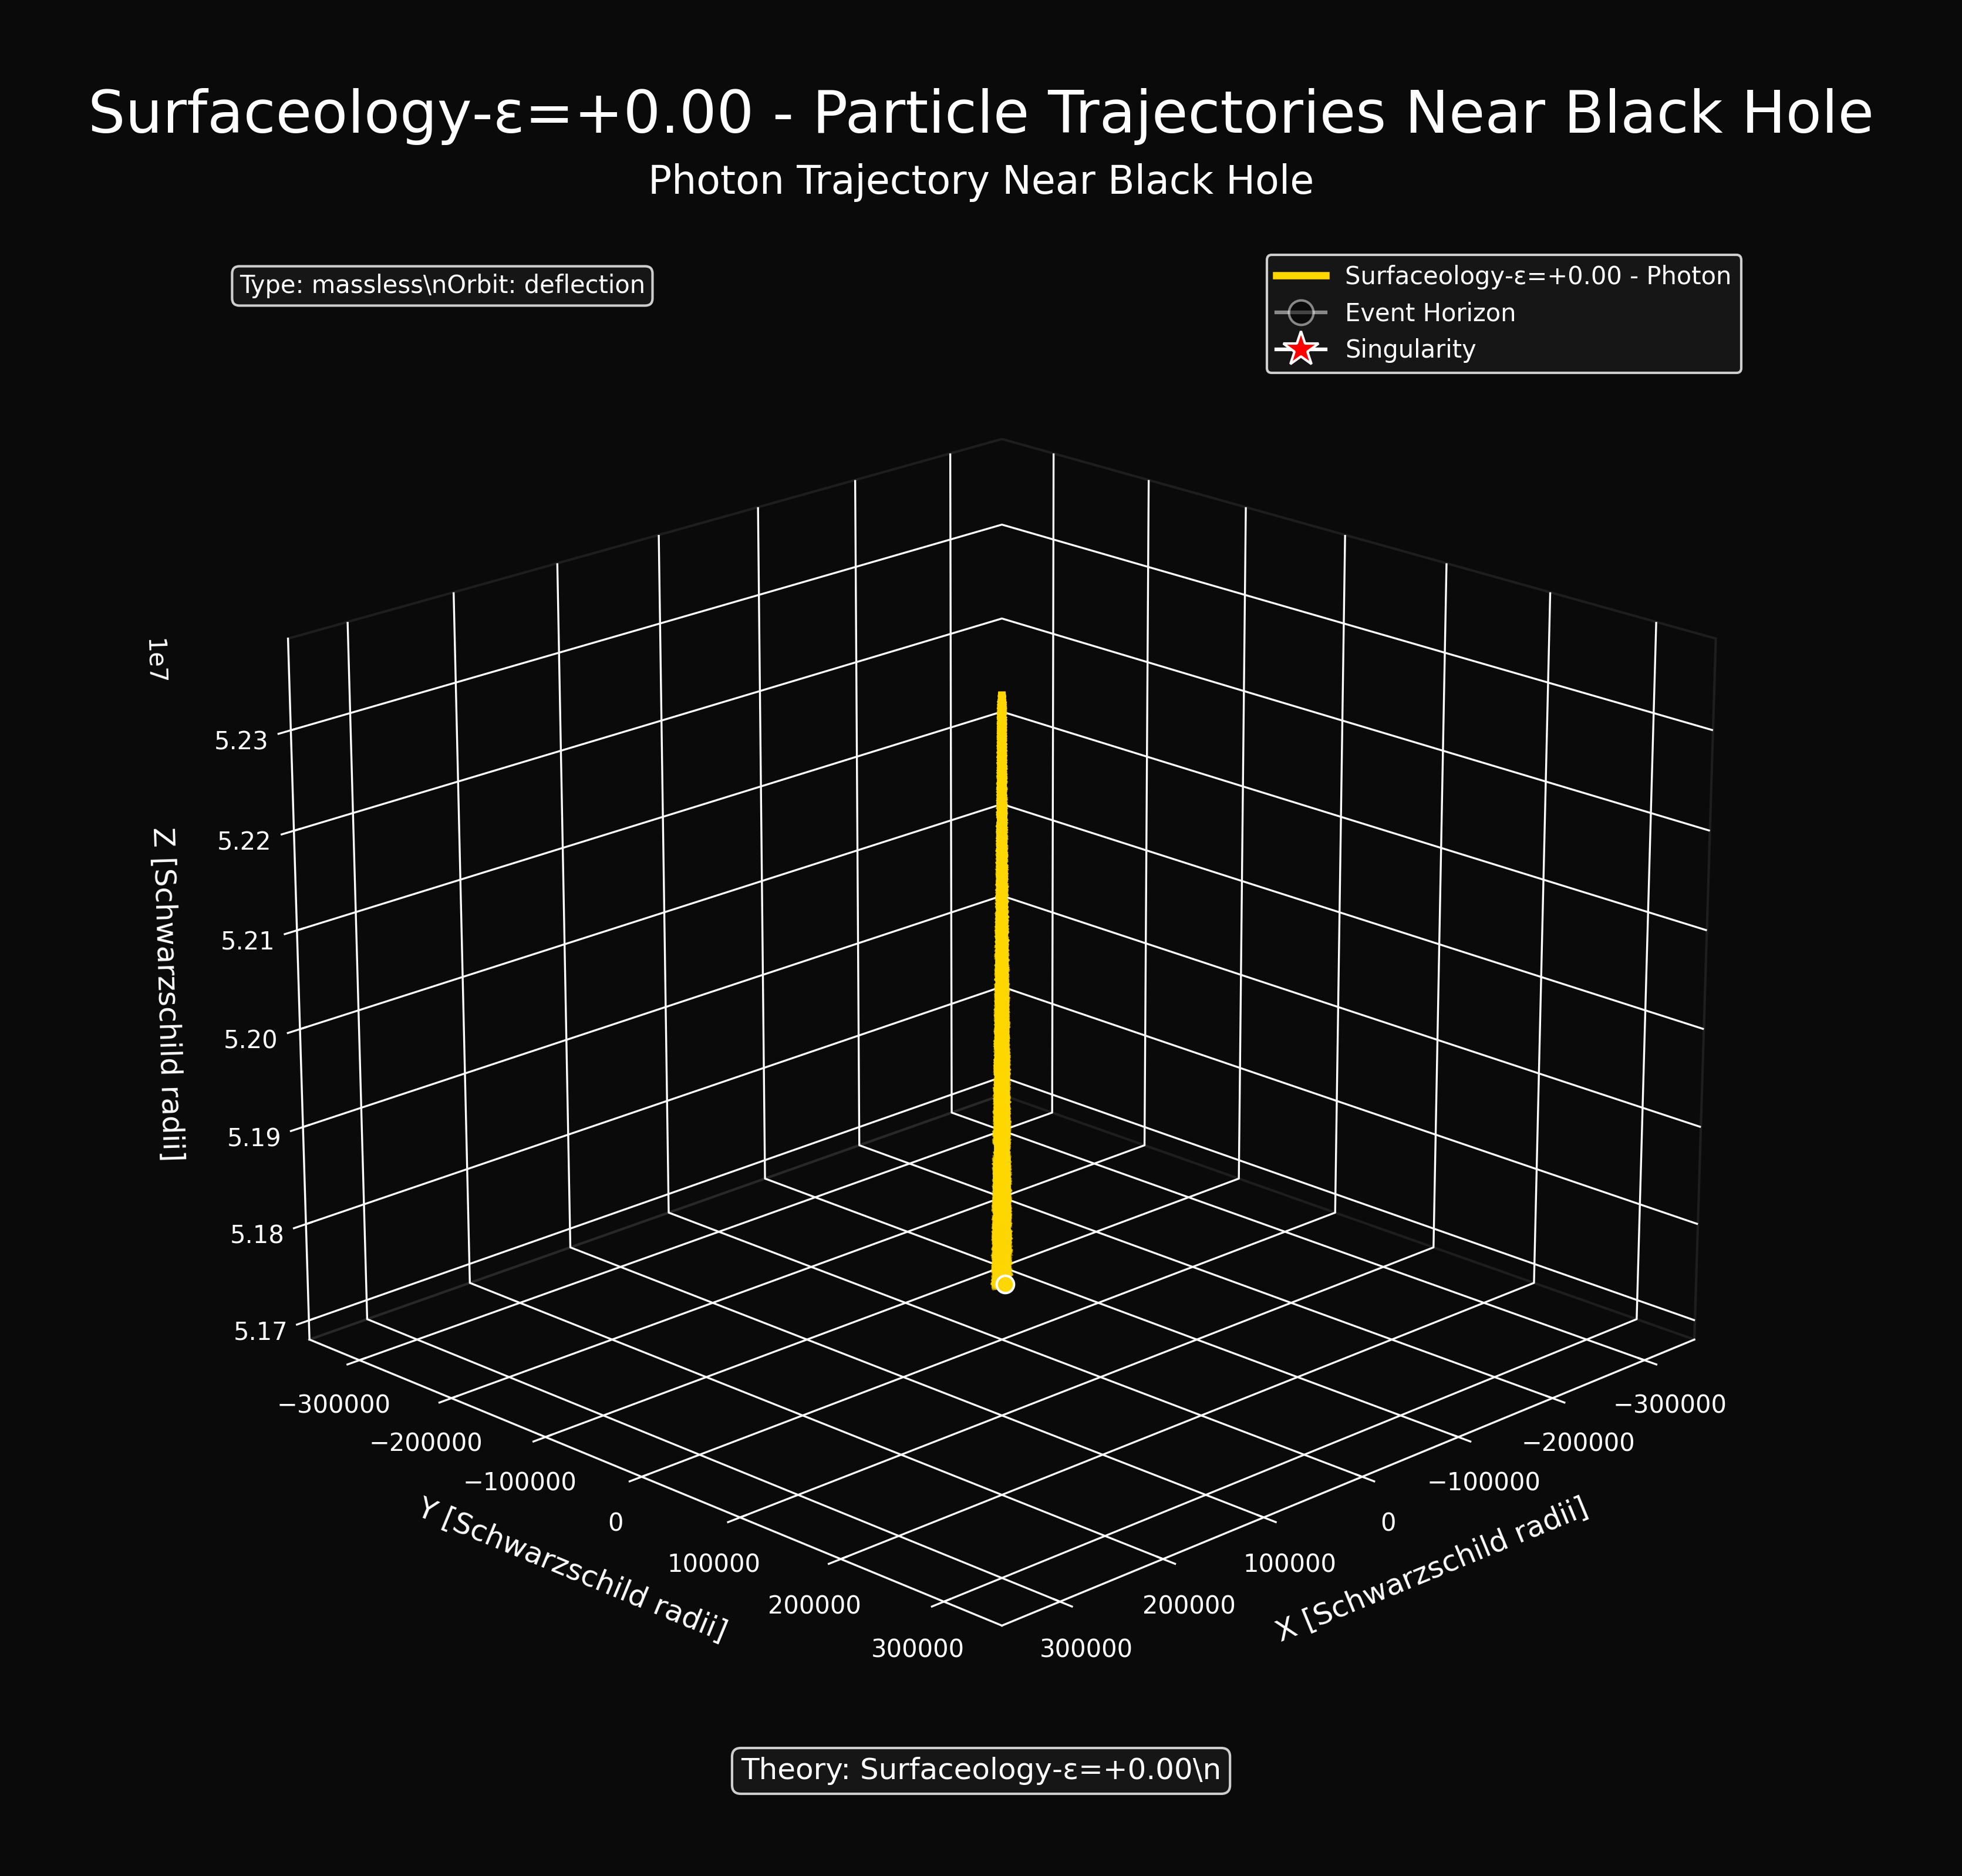 Surfaceology-ε=+0.00 - Particle Trajectories Near Black Hole
Photon Trajectory Near Black Hole
Type: massless\nOrbit: deflection
Surfaceology-ε=+0.00 - Photon
Event Horizon
Singularity
1e7
5.23
5.22
5.21
5.20
5.19
5.18
5.17
Z [Schwarzschild radii]
−300000
−200000
−100000
0
100000
200000
300000
Y [Schwarzschild radii]
−300000
−200000
−100000
0
100000
200000
300000
X [Schwarzschild radii]
Theory: Surfaceology-ε=+0.00\n